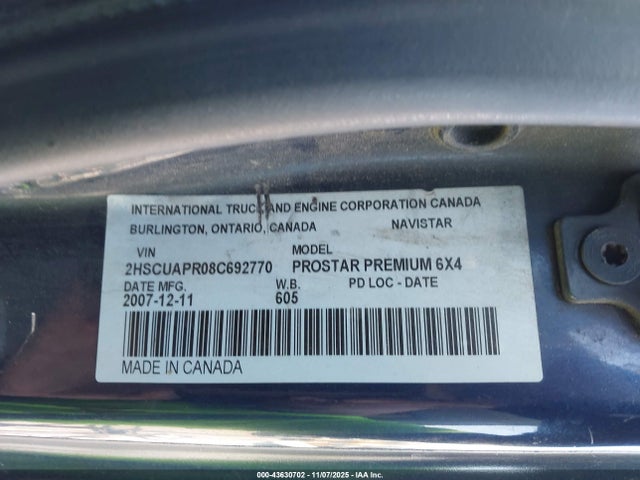 INTERNATIONAL TRUCK AND ENGINE CORPORATION CANADA
BURLINGTON, ONTARIO, CANADA NAVISTAR
VIN MODEL
2HSCUAPR08C692770 PROSTAR PREMIUM 6X4
DATE MFG. W.B. PD LOC - DATE
2007-12-11 605
MADE IN CANADA
000-43630702 - 11/07/2025 - IAA Inc.